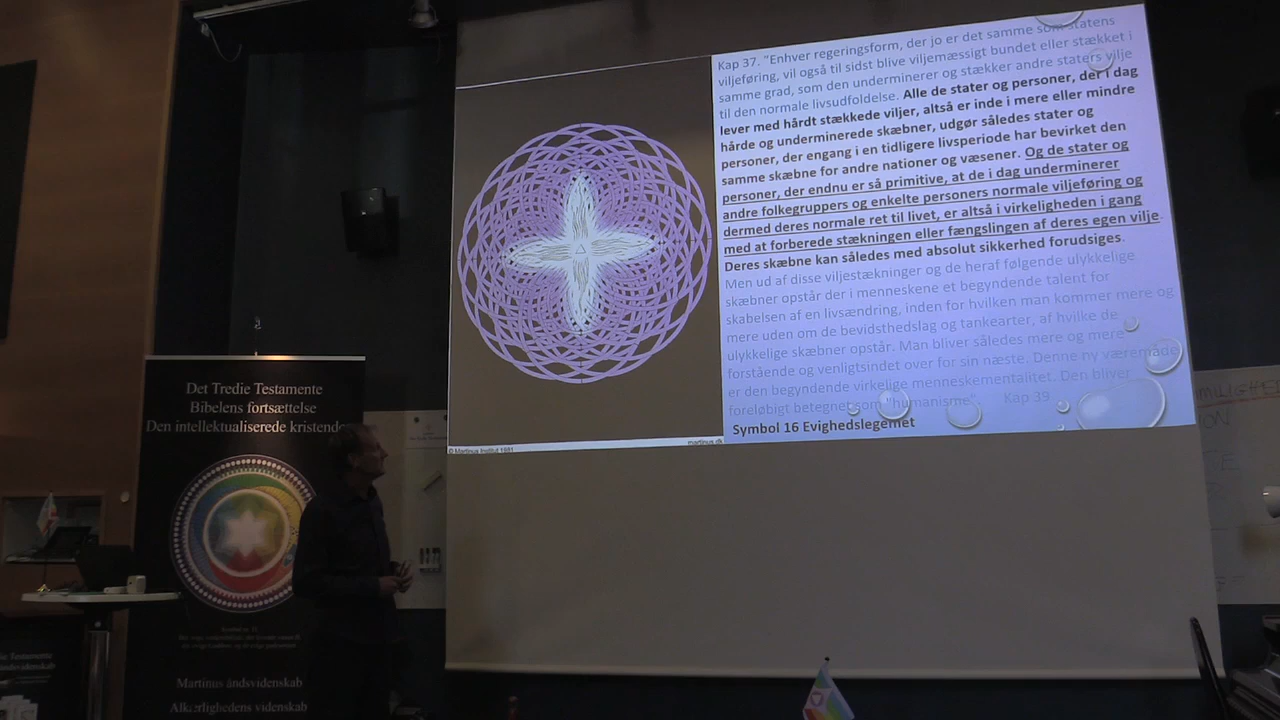 Kap 37. "Enhver regeringsform, der jo er det samme som statens
viljeføring, vil også til sidst blive viljemæssigt bundet eller stækket i
samme grad, som den underminerer og stækker andre staters vilje
til den normale livsudfoldelse. Alle de stater og personer, der i dag
lever med hårdt stækkede viljer, altså er inde i mere eller mindre
hårde og underminerede skæbner, udgør således stater og
personer, der engang i en tidligere livsperiode har bevirket den
samme skæbne for andre nationer og væsener. Og de stater og
personer, der endnu er så primitive, at de i dag underminerer
andre folkegruppers og enkelte personers normale viljeføring og
dermed deres normale ret til livet, er altså i virkeligheden i gang
med at forberede stækningen eller fængslingen af deres egen vilje.
Deres skæbne kan således med absolut sikkerhed forudsiges.
Men ud af disse viljestækninger og de heraf følgende ulykkelige
skæbner opstår der i menneskene et begyndende talent for
skabelsen af en livsændring, inden for hvilken man kommer mere og
mere uden om de bevidsthedslag og tankearter, af hvilke de
ulykkelige skæbner opstår. Man bliver således mere og mere
forstående og venligtsindet over for sin næste. Denne ny væremåde
er den begyndende virkelige menneskementalitet. Den bliver
foreløbigt betegnet som "humanisme". Kap 39
Symbol 16 Evighedslegemet
© Martinus Institut 1981
martinus.dk
Det Tredie Testamente
Bibelens fortsættelse
Den intellektualiserede kristendom
Symbol nr. 11
Martinus åndsvidenskab
Alkærlighedens videnskab